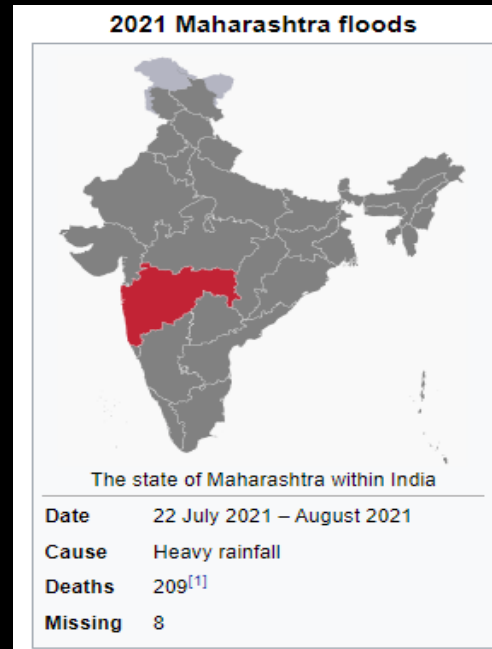 2021 Maharashtra floods
The state of Maharashtra within India
Date 22 July 2021 – August 2021
Cause Heavy rainfall
Deaths 209[1]
Missing 8